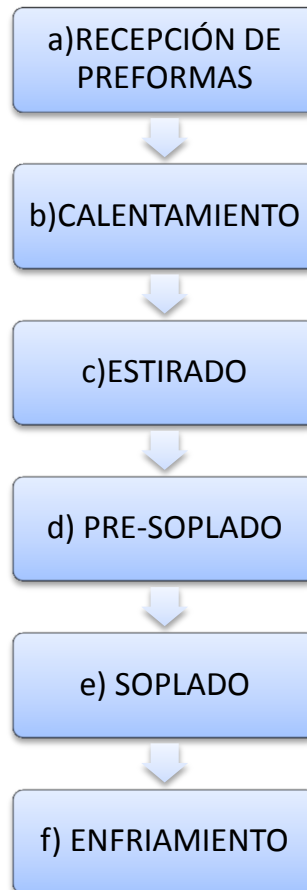 a)RECEPCIÓN DE
PREFORMAS
b)CALENTAMIENTO
c)ESTIRADO
d) PRE-SOPLADO
e) SOPLADO
f) ENFRIAMIENTO